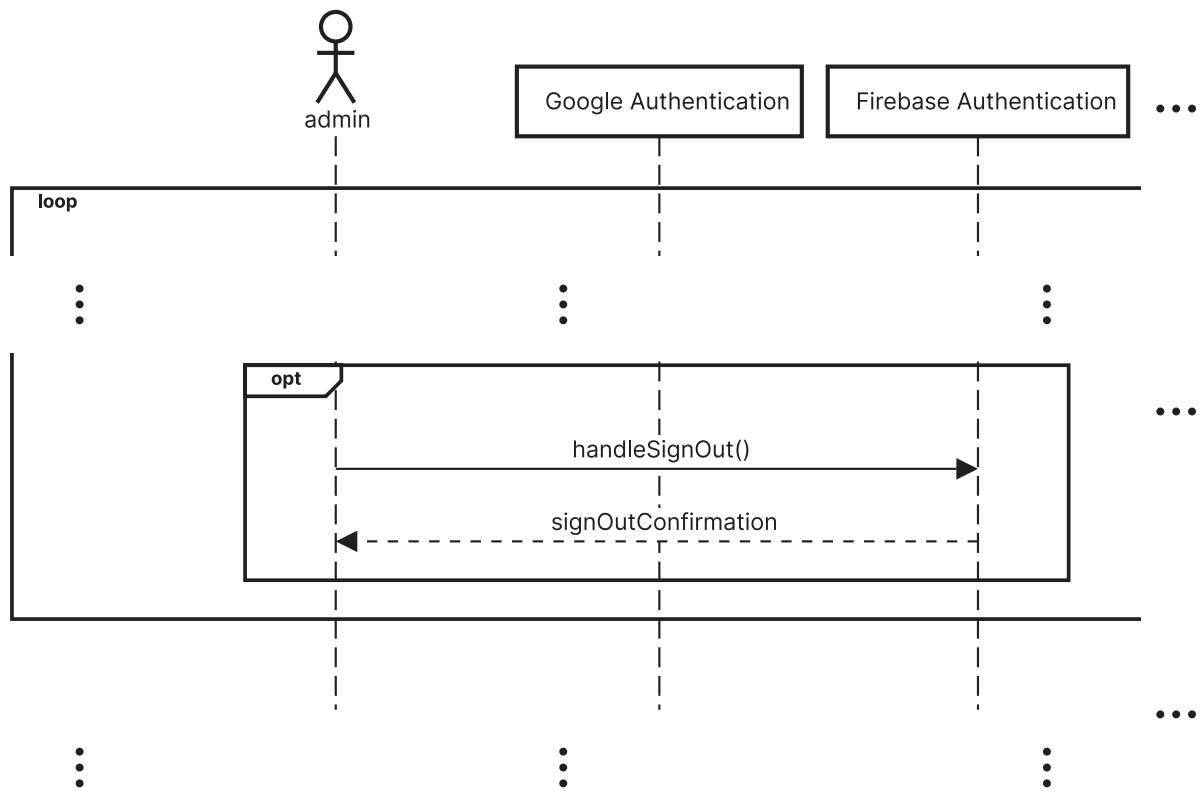 admin
Google Authentication
Firebase Authentication
loop
opt
handleSignOut()
signOutConfirmation